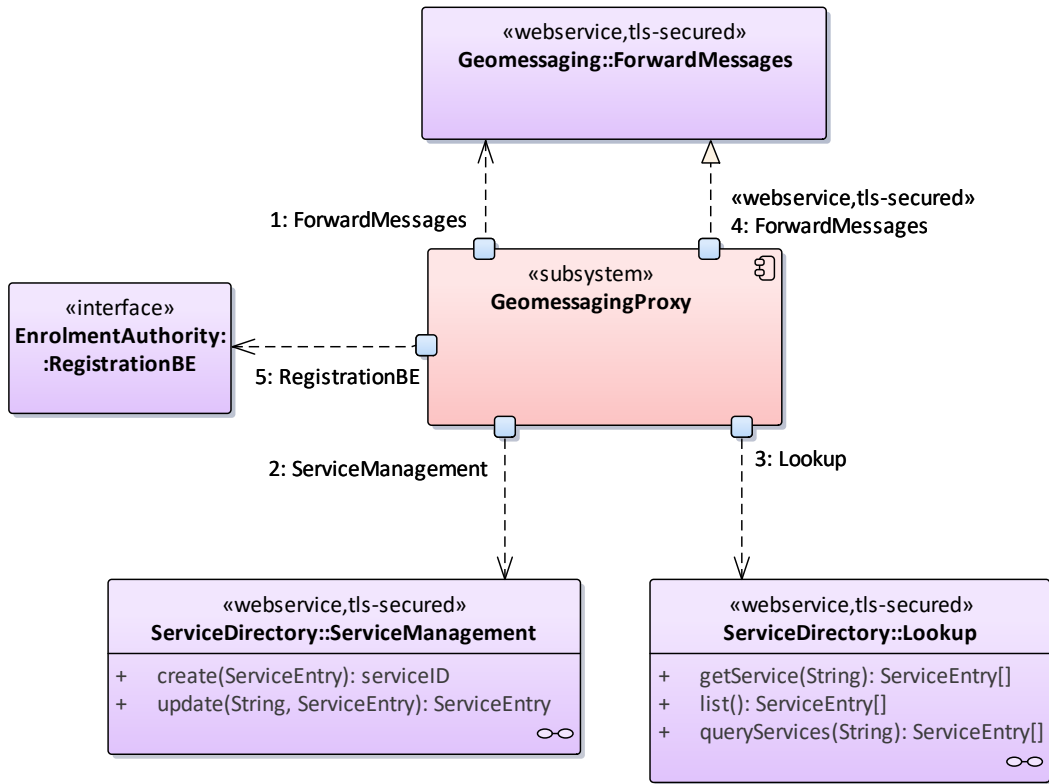 «webservice,tls-secured»
Geomessaging::ForwardMessages
1: ForwardMessages
«webservice,tls-secured»
4: ForwardMessages
«subsystem»
GeomessagingProxy
«interface»
EnrolmentAuthority:
:RegistrationBE
5: RegistrationBE
2: ServiceManagement
3: Lookup
«webservice,tls-secured»
ServiceDirectory::ServiceManagement
+ create(ServiceEntry): serviceID
+ update(String, ServiceEntry): ServiceEntry
«webservice,tls-secured»
ServiceDirectory::Lookup
+ getService(String): ServiceEntry[]
+ list(): ServiceEntry[]
+ queryServices(String): ServiceEntry[]